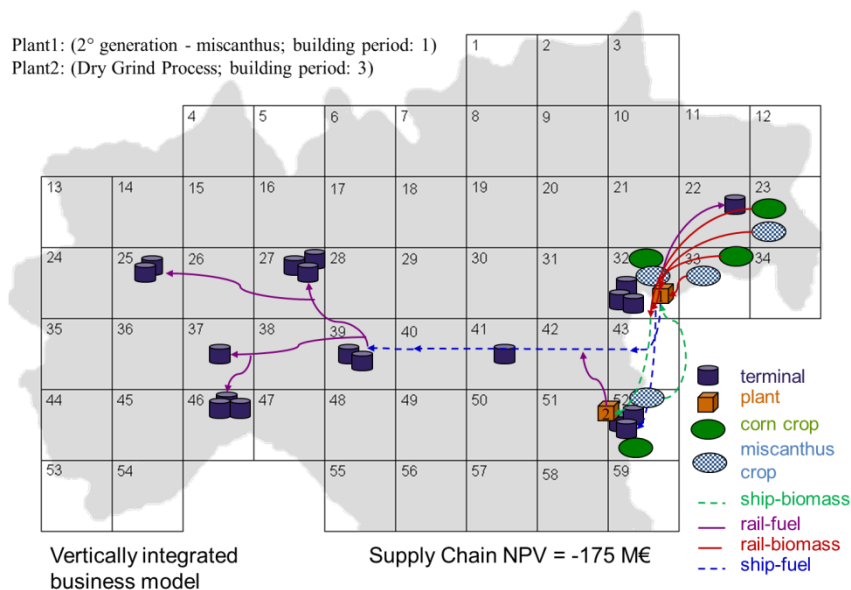 Plant1: (2° generation - miscanthus; building period: 1)
Plant2: (Dry Grind Process; building period: 3)
1 2 3
4 5 6 7 8 9 10 11 12
13 14 15 16 17 18 19 20 21 22 23
24 25 26 27 28 29 30 31 32 33 34
1
35 36 37 38 39 40 41 42 43
44 45 46 47 48 49 50 51 52
2
53 54 55 56 57 58 59
terminal
plant
corn crop
miscanthus
crop
ship-biomass
rail-fuel
rail-biomass
ship-fuel
Vertically integrated
business model
Supply Chain NPV = -175 M€